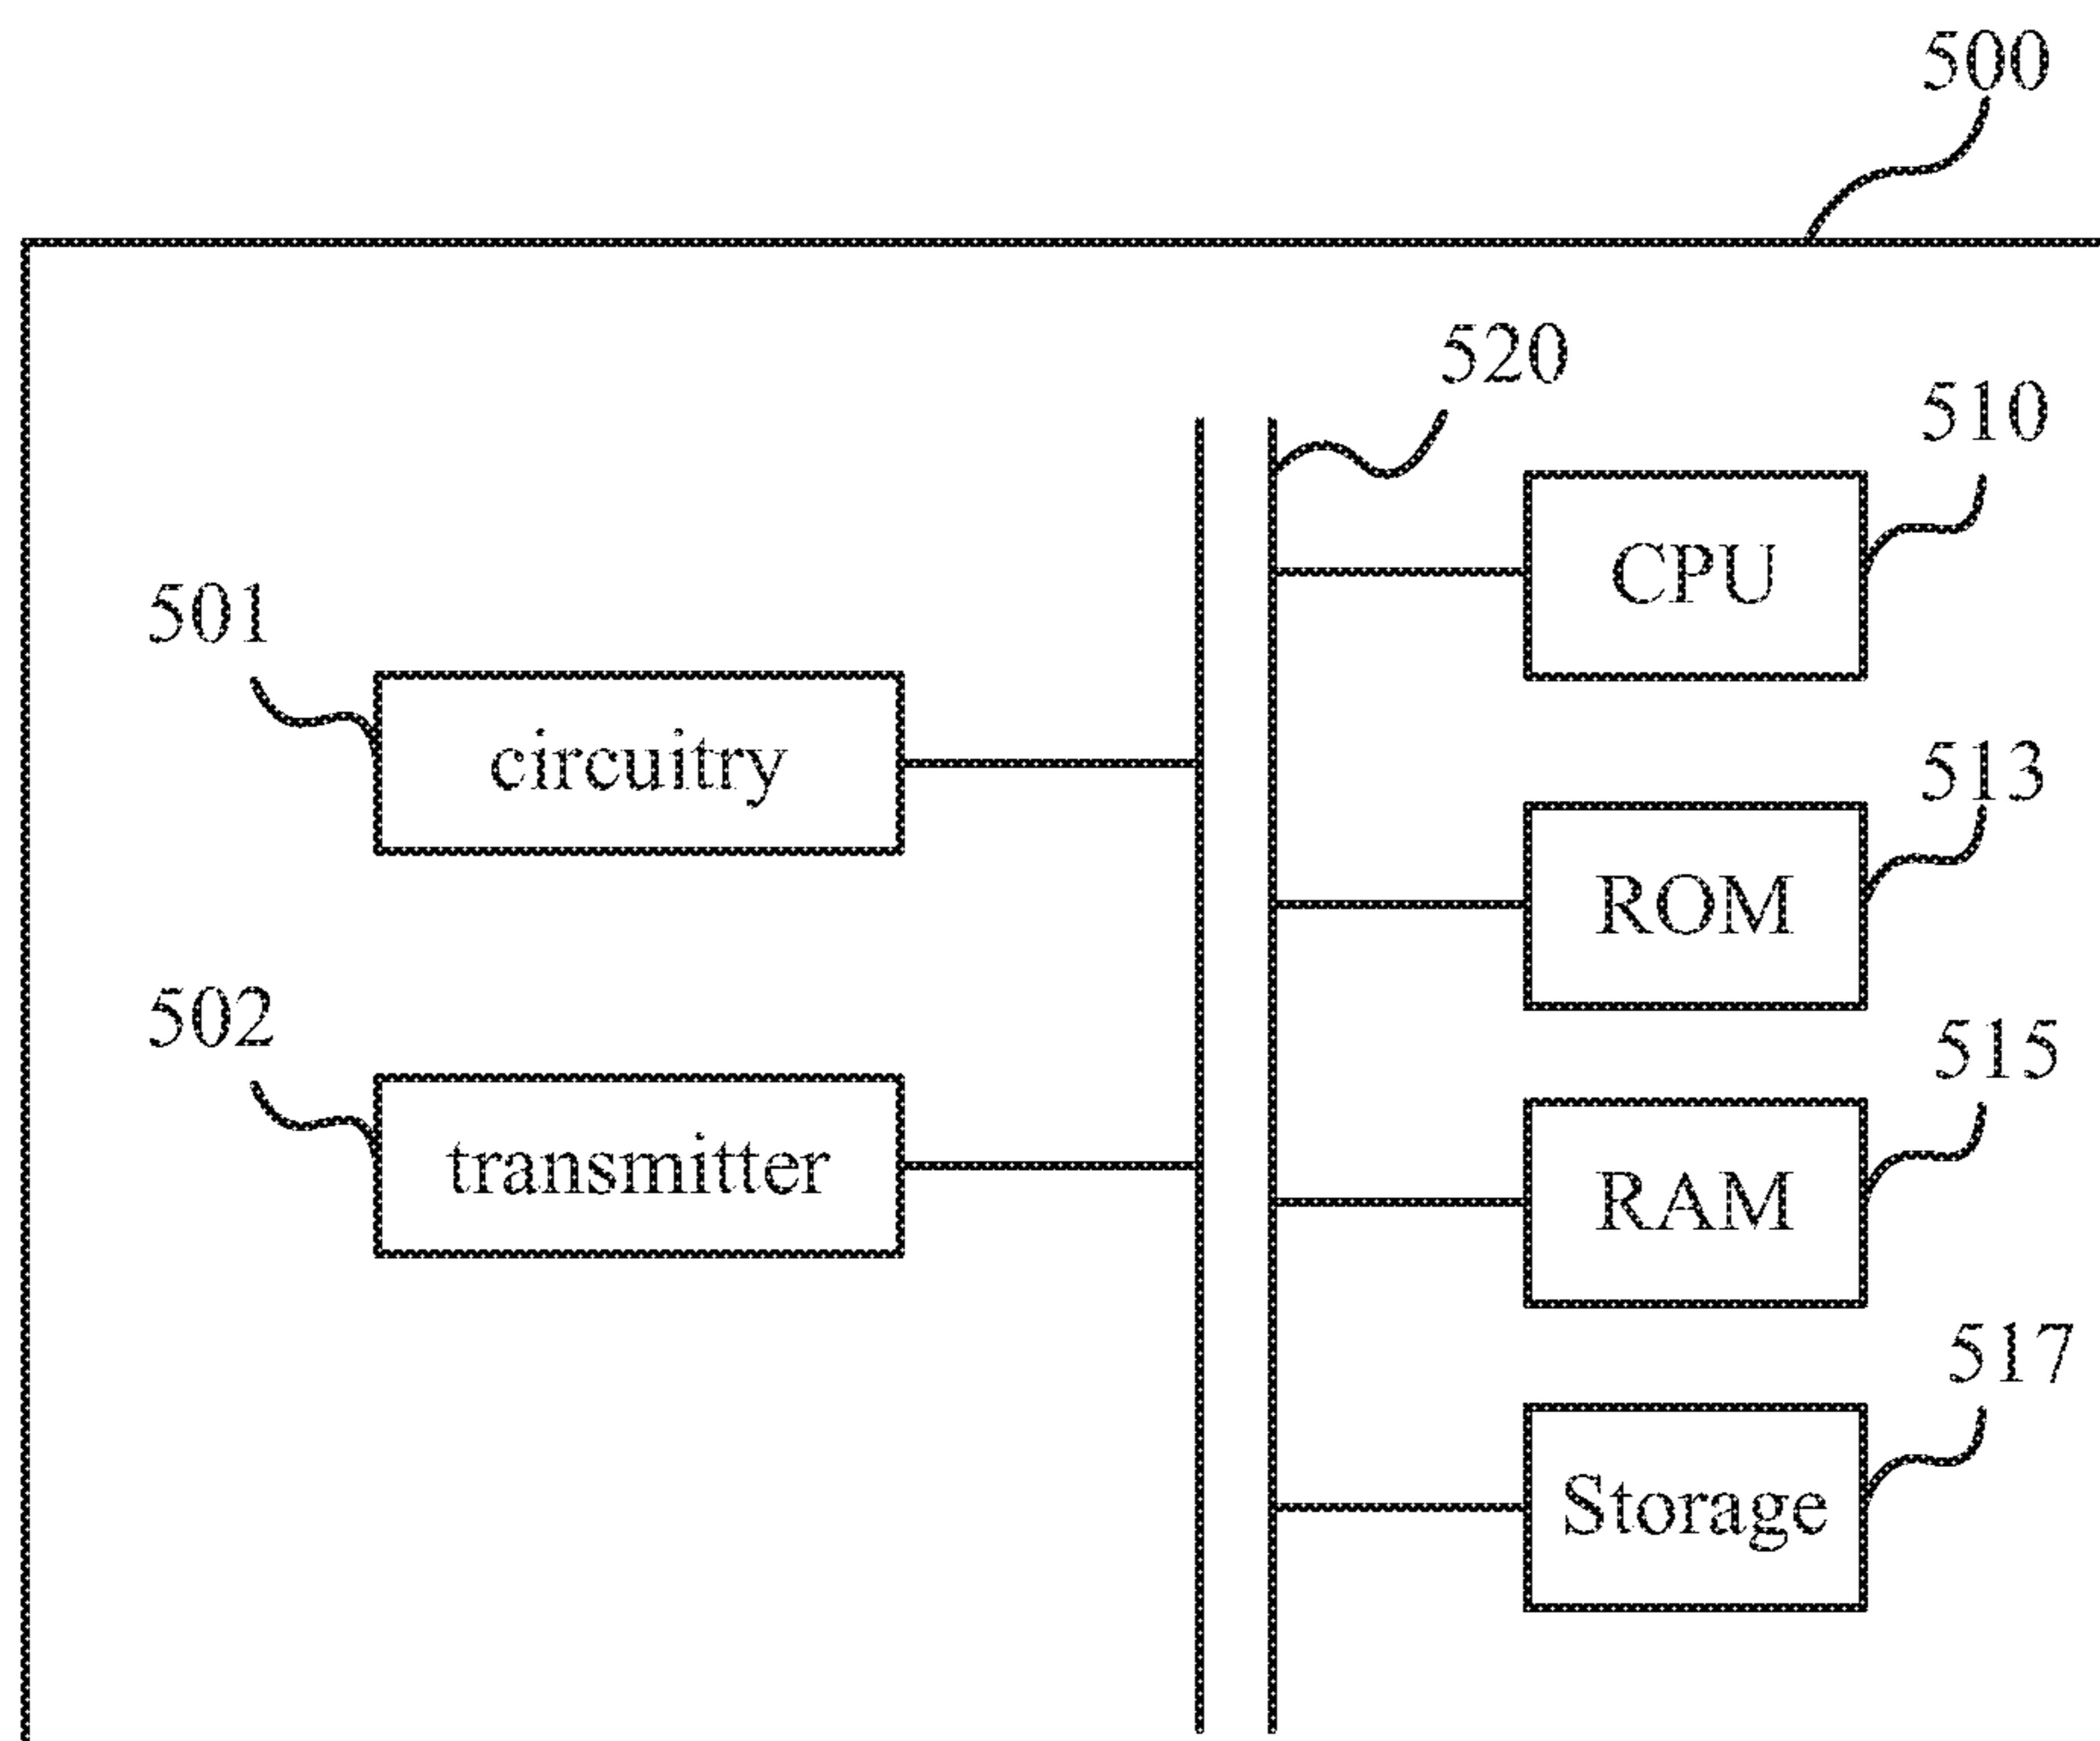 500
520
510
CPU
501
circuitry
513
ROM
502
transmitter
515
RAM
517
Storage